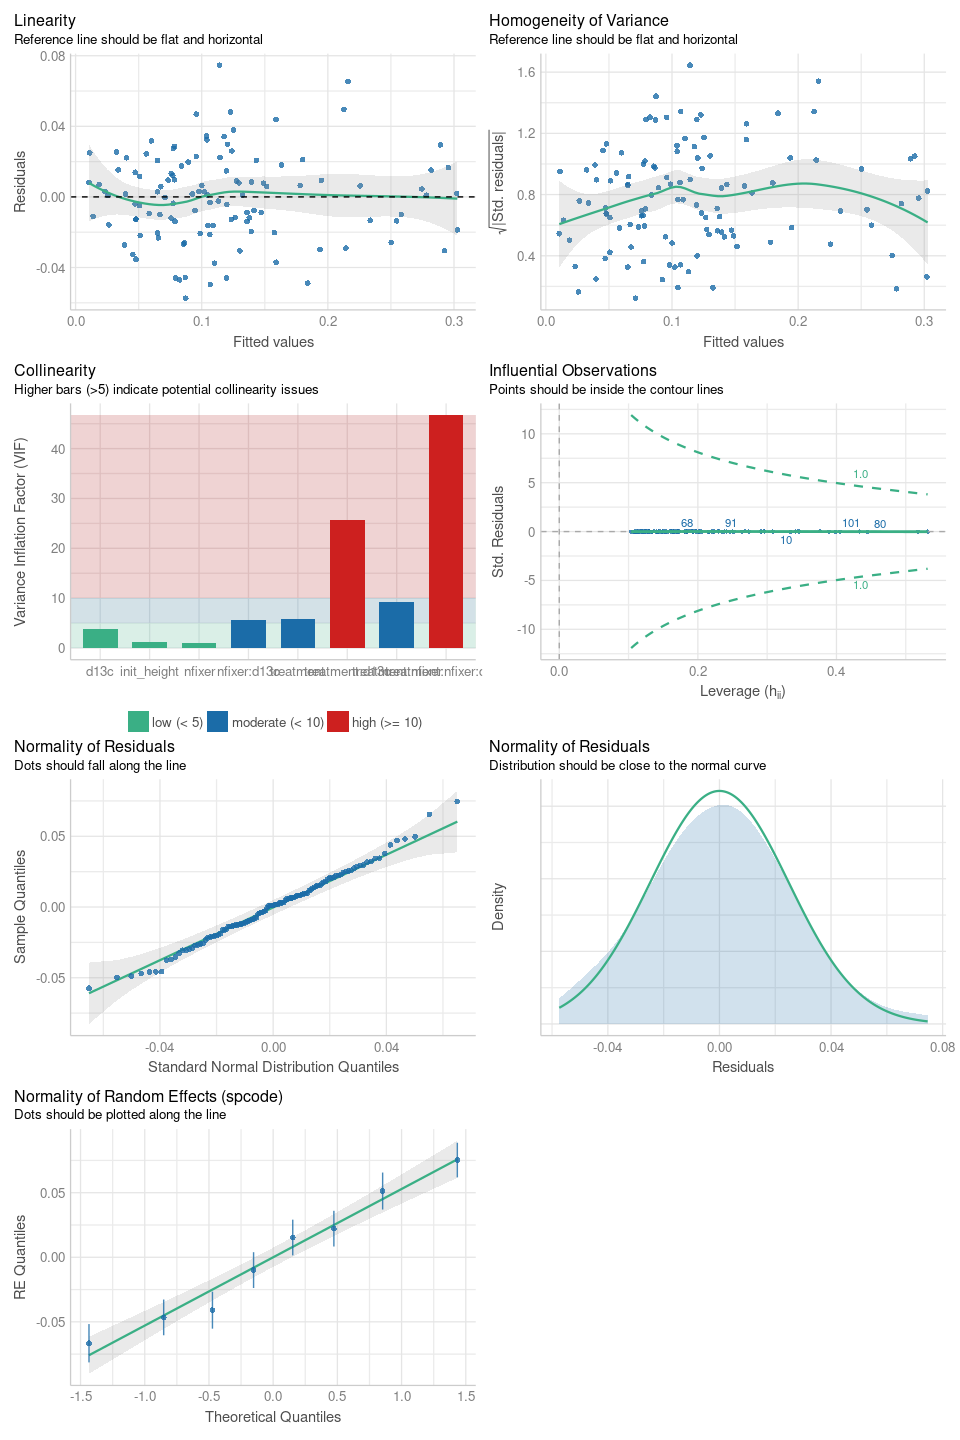 Linearity
Reference line should be flat and horizontal
0.08
0.04
0.00
-0.04
Residuals
0.0
0.1
0.2
0.3
Fitted values
Homogeneity of Variance
Reference line should be flat and horizontal
1.6
1.2
0.8
0.4
√|Std. residuals|
0.0
0.1
0.2
0.3
Fitted values
Collinearity
Higher bars (>5) indicate potential collinearity issues
40
30
20
10
0
Variance Inflation Factor (VIF)
d13c
init_height
nfixer
nfixer:d13c
low (< 5)
moderate (< 10)
high (>= 10)
Influential Observations
Points should be inside the contour lines
10
5
0
-5
-10
Std. Residuals
1.0
68
91
101
80
10
1.0
0.0
0.2
0.4
Leverage (hii)
Normality of Residuals
Dots should fall along the line
0.05
0.00
-0.05
Sample Quantiles
-0.04
0.00
0.04
Standard Normal Distribution Quantiles
Normality of Residuals
Distribution should be close to the normal curve
Density
-0.04
0.00
0.04
0.08
Residuals
Normality of Random Effects (spcode)
Dots should be plotted along the line
0.05
0.00
-0.05
RE Quantiles
-1.5
-1.0
-0.5
0.0
0.5
1.0
1.5
Theoretical Quantiles